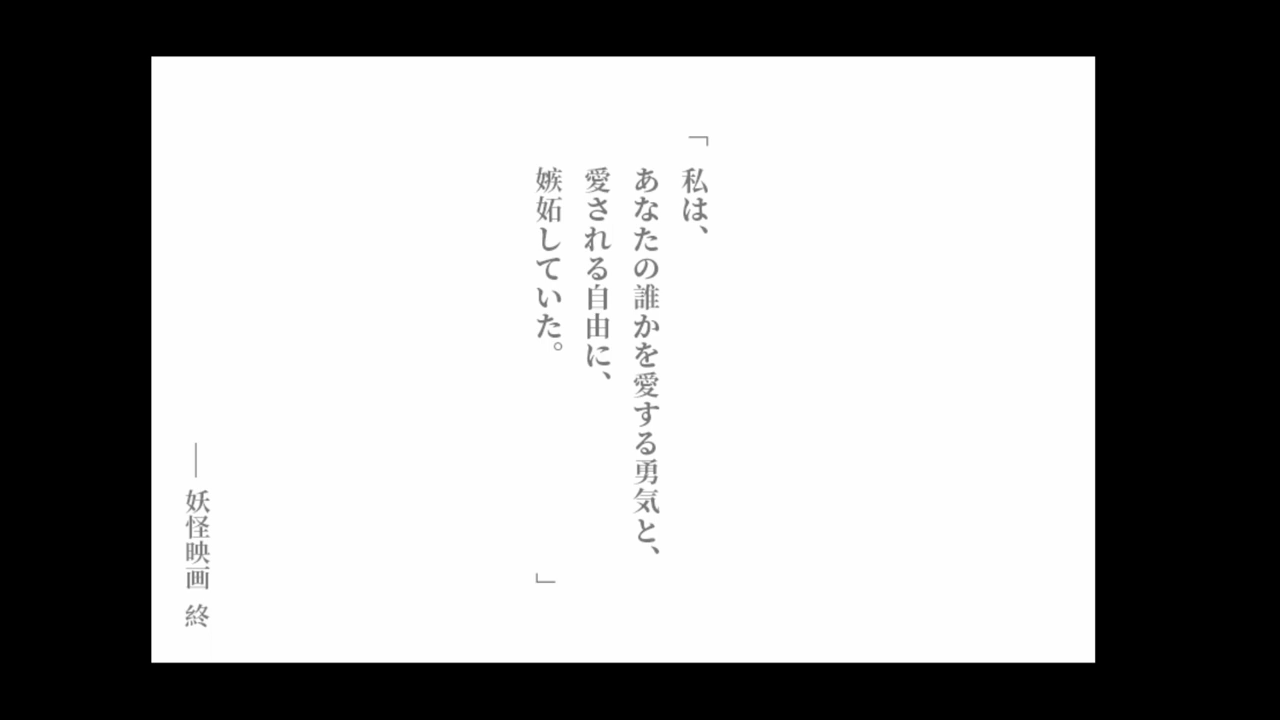 「私は、
あなたの誰かを愛する勇気と、
愛される自由に、
嫉妬していた。」
── 妖怪映画 終